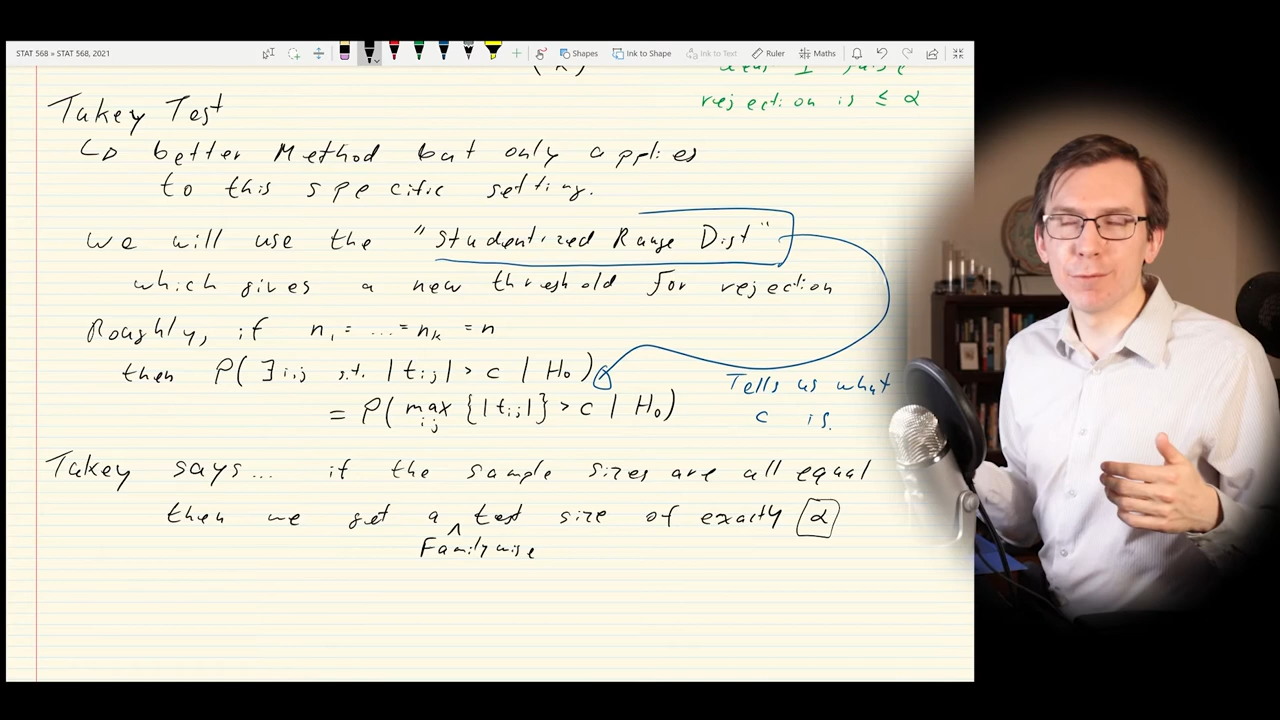 STAT 568 » STAT 568, 2021
Shapes
Ink to Shape
Ink to Text
Ruler
Maths
rejection is ≤ α
Tukey Test
↳ better Method but only applies
to this specific setting.
we will use the "Studentized Range Dist"
which gives a new threshold for rejection
Roughly, if n₁ = ... = nₖ = n
then P( ∃ i,j s.t. |tᵢⱼ| > c | H₀ )
= P( max {|tᵢⱼ|} > c | H₀ )
i,j
Tells us what
c is.
Tukey says... if the sample sizes are all equal
then we get a ^ test size of exactly α
Familywise